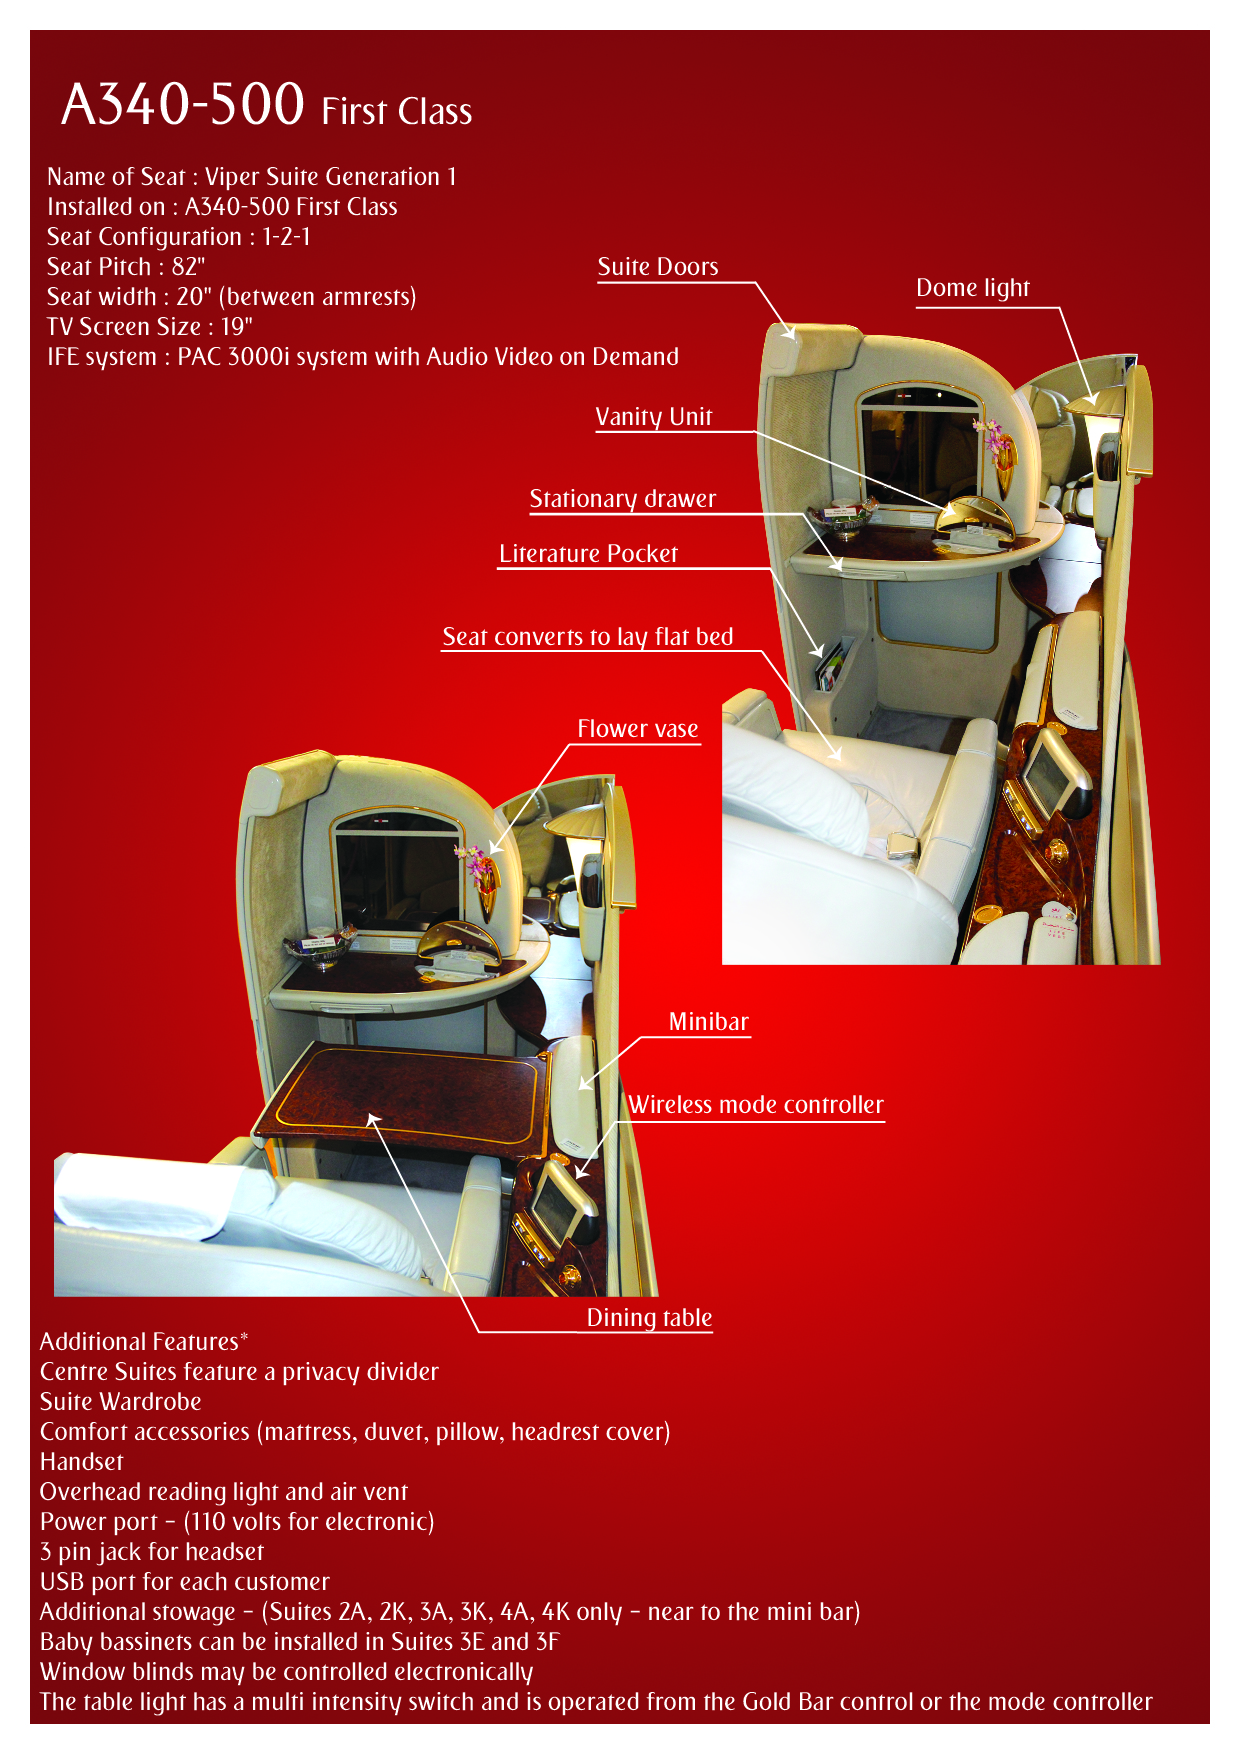 A340-500 First Class
Name of Seat : Viper Suite Generation 1
Installed on : A340-500 First Class
Seat Configuration : 1-2-1
Seat Pitch : 82"
Seat width : 20" (between armrests)
TV Screen Size : 19"
IFE system : PAC 3000i system with Audio Video on Demand
Suite Doors
Dome light
Vanity Unit
Stationary drawer
Literature Pocket
Seat converts to lay flat bed
Flower vase
Minibar
Wireless mode controller
Dining table
Additional Features*
Centre Suites feature a privacy divider
Suite Wardrobe
Comfort accessories (mattress, duvet, pillow, headrest cover)
Handset
Overhead reading light and air vent
Power port – (110 volts for electronic)
3 pin jack for headset
USB port for each customer
Additional stowage – (Suites 2A, 2K, 3A, 3K, 4A, 4K only – near to the mini bar)
Baby bassinets can be installed in Suites 3E and 3F
Window blinds may be controlled electronically
The table light has a multi intensity switch and is operated from the Gold Bar control or the mode controller